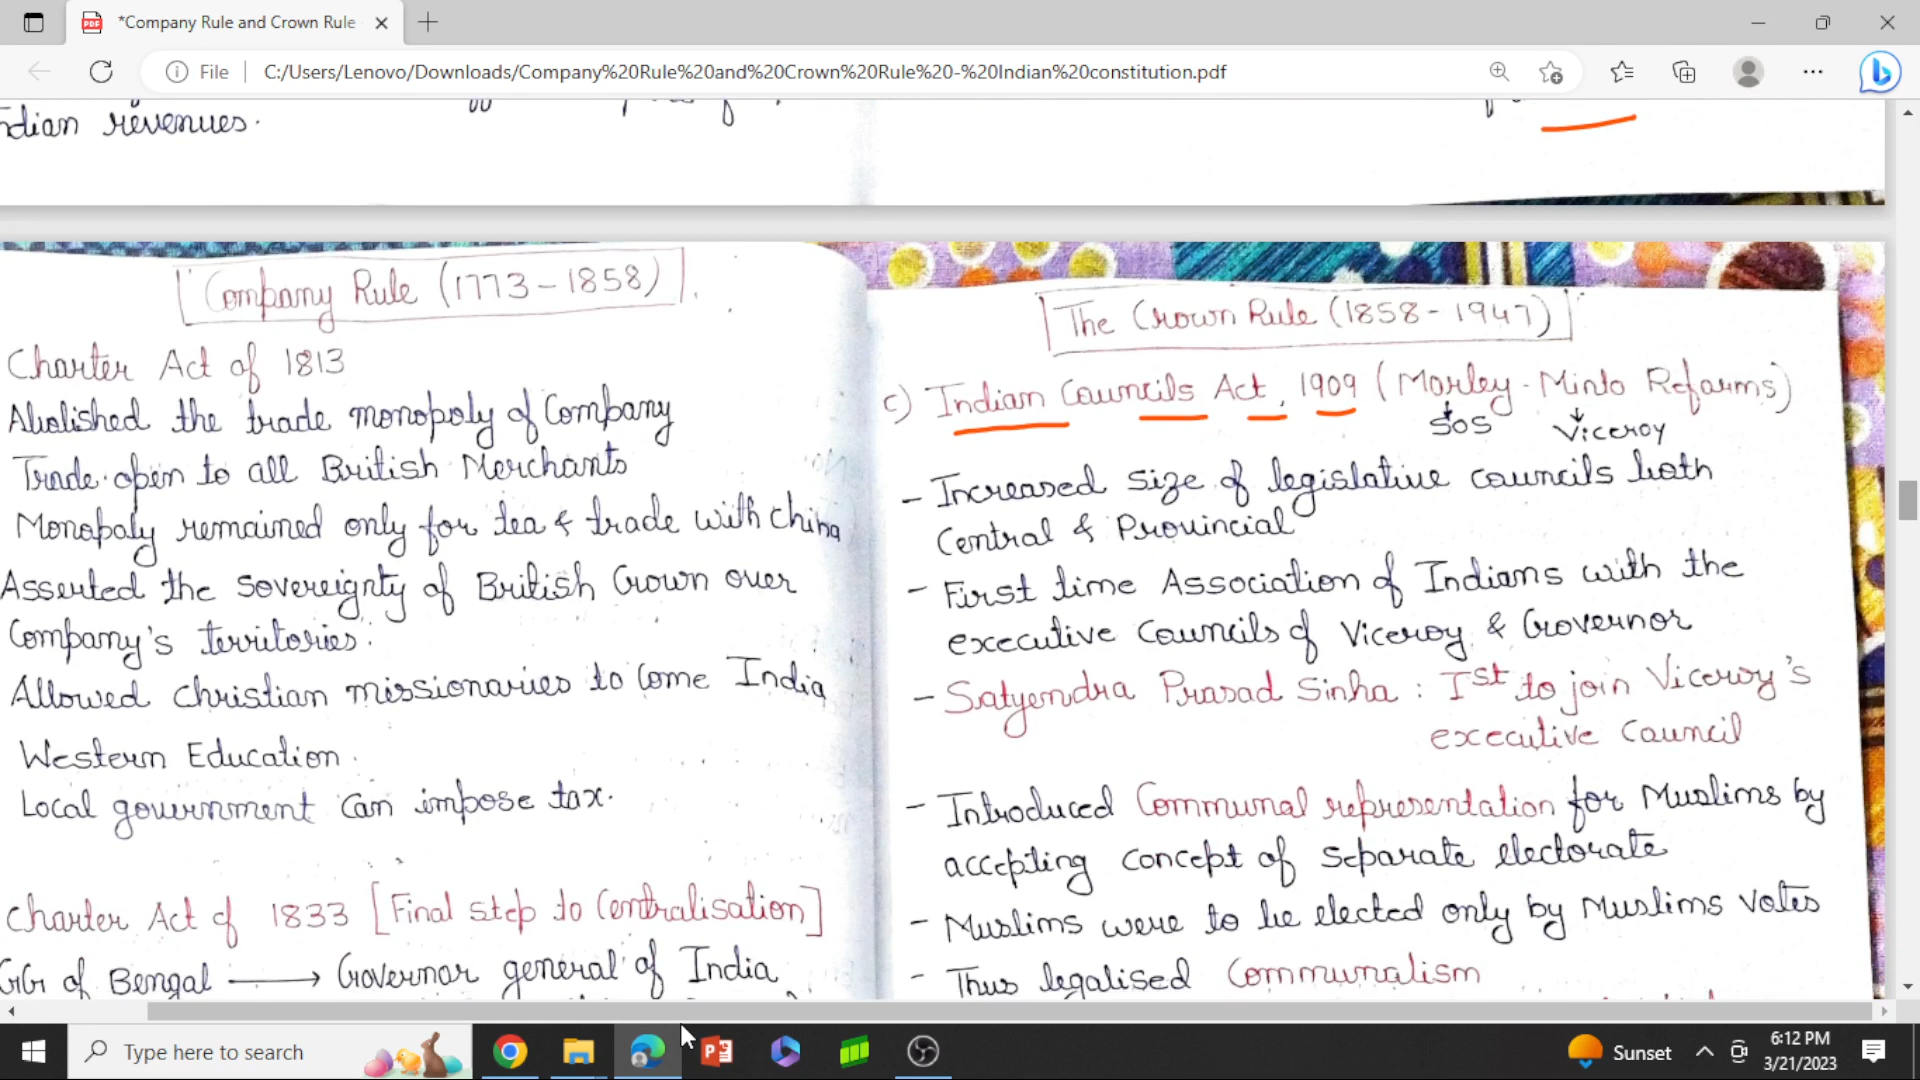 *Company Rule and Crown Rule
File
C:/Users/Lenovo/Downloads/Company%20Rule%20and%20Crown%20Rule%20-%20Indian%20constitution.pdf
ndian revenues.
Company Rule (1773-1858)
Charter Act of 1813
Abolished the trade monopoly of Company
Trade open to all British Merchants
Monopoly remained only for tea & trade with china
Asserted the sovereignty of British Crown over
Company's territories.
Allowed christian missionaries to come India
Western Education.
Local government can impose tax.
Charter Act of 1833 [Final step to Centralisation]
GG of Bengal → Governor general of India
The Crown Rule (1858-1947)
c) Indian Councils Act, 1909 (Morley-Minto Reforms)
SOS Viceroy
- Increased size of legislative councils both
Central & Provincial
- First time Association of Indians with the
executive Councils of Viceroy & Governor
- Satyendra Prasad Sinha : Ist to join Viceroy's
executive Council
- Introduced Communal representation for Muslims by
accepting concept of separate electorate
- Muslims were to be elected only by Muslims votes
- Thus legalised Communalism
Type here to search
Sunset
6:12 PM
3/21/2023